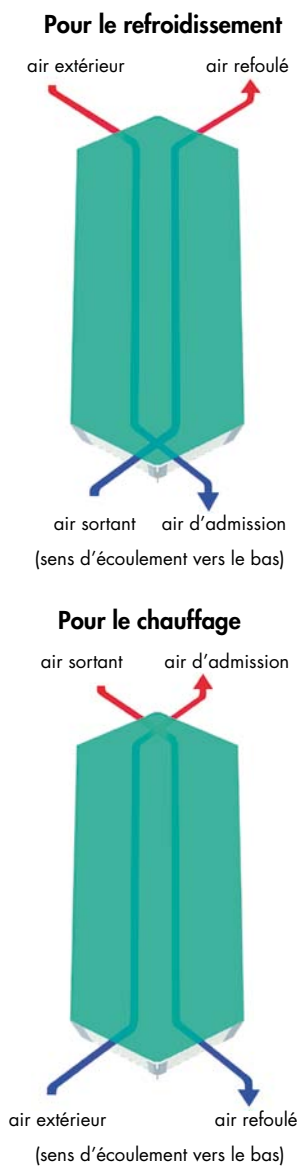 Pour le refroidissement
air extérieur air refoulé
air sortant air d'admission
(sens d'écoulement vers le bas)
Pour le chauffage
air sortant air d'admission
air extérieur air refoulé
(sens d'écoulement vers le bas)